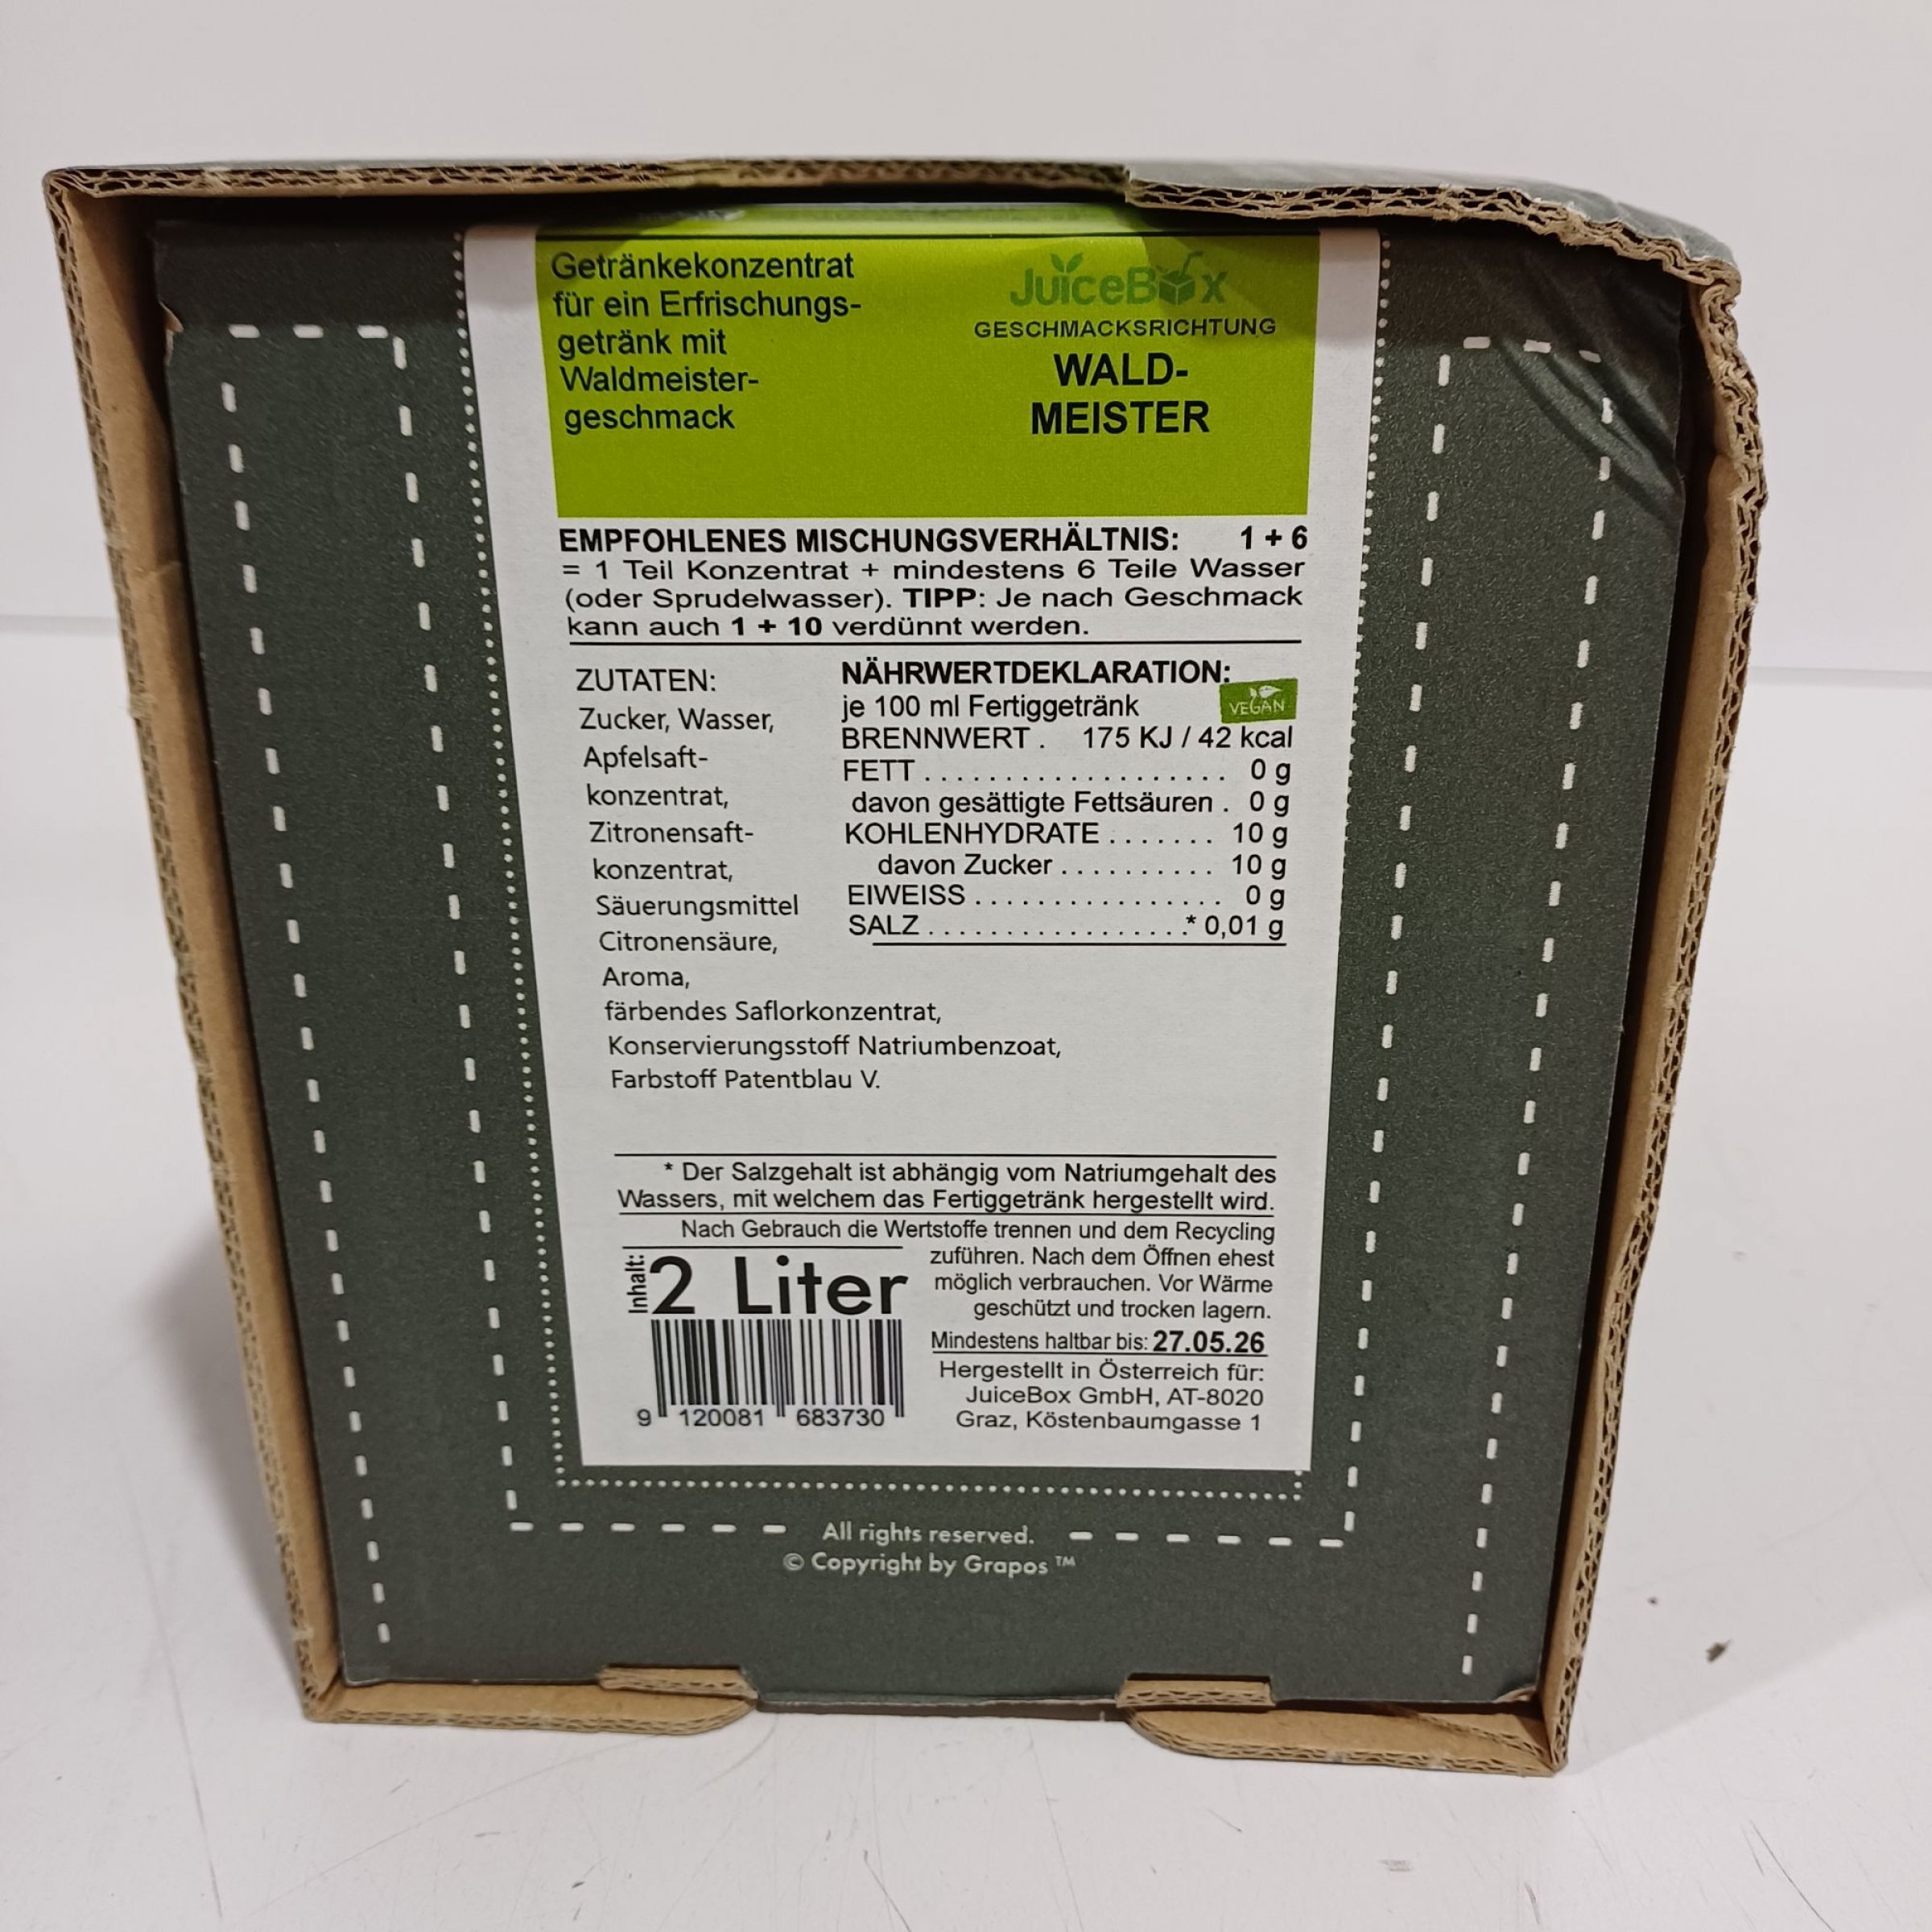 Getränkekonzentrat
für ein Erfrischungs-
getränk mit
Waldmeister-
geschmack
JuiceBox
GESCHMACKSRICHTUNG
WALD-
MEISTER
EMPFOHLENES MISCHUNGSVERHÄLTNIS: 1 + 6
= 1 Teil Konzentrat + mindestens 6 Teile Wasser
(oder Sprudelwasser). TIPP: Je nach Geschmack
kann auch 1 + 10 verdünnt werden.
ZUTATEN:
Zucker, Wasser,
Apfelsaft-
konzentrat,
Zitronensaft-
konzentrat,
Säuerungsmittel
Citronensäure,
Aroma,
färbendes Saflorkonzentrat,
Konservierungsstoff Natriumbenzoat,
Farbstoff Patentblau V.
NÄHRWERTDEKLARATION:
je 100 ml Fertiggetränk
VEGAN
BRENNWERT . 175 KJ / 42 kcal
FETT . . . . . . . . . . . . . . . . . . . 0 g
davon gesättigte Fettsäuren . 0 g
KOHLENHYDRATE . . . . . . . 10 g
davon Zucker . . . . . . . . . . 10 g
EIWEISS . . . . . . . . . . . . . . . . 0 g
SALZ . . . . . . . . . . . . . . . . .* 0,01 g
* Der Salzgehalt ist abhängig vom Natriumgehalt des
Wassers, mit welchem das Fertiggetränk hergestellt wird.
Nach Gebrauch die Wertstoffe trennen und dem Recycling
zuführen. Nach dem Öffnen ehest
möglich verbrauchen. Vor Wärme
geschützt und trocken lagern.
Inhalt:
2 Liter
9 120081 683730
Mindestens haltbar bis: 27.05.26
Hergestellt in Österreich für:
JuiceBox GmbH, AT-8020
Graz, Köstenbaumgasse 1
All rights reserved.
© Copyright by Grapos ™